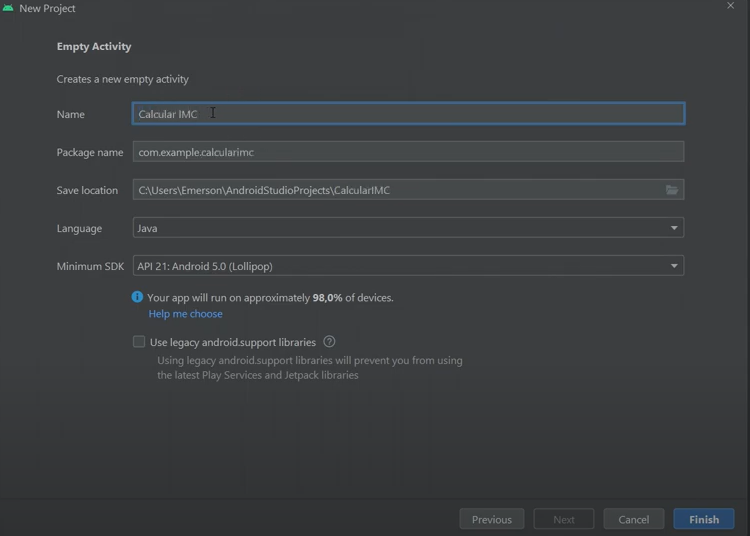 New Project
Empty Activity
Creates a new empty activity
Name Calcular IMC
Package name com.example.calcularimc
Save location C:\Users\Emerson\AndroidStudioProjects\CalcularIMC
Language Java
Minimum SDK API 21: Android 5.0 (Lollipop)
Your app will run on approximately 98,0% of devices.
Help me choose
Use legacy android.support libraries
Using legacy android.support libraries will prevent you from using
the latest Play Services and Jetpack libraries
Previous Next Cancel Finish